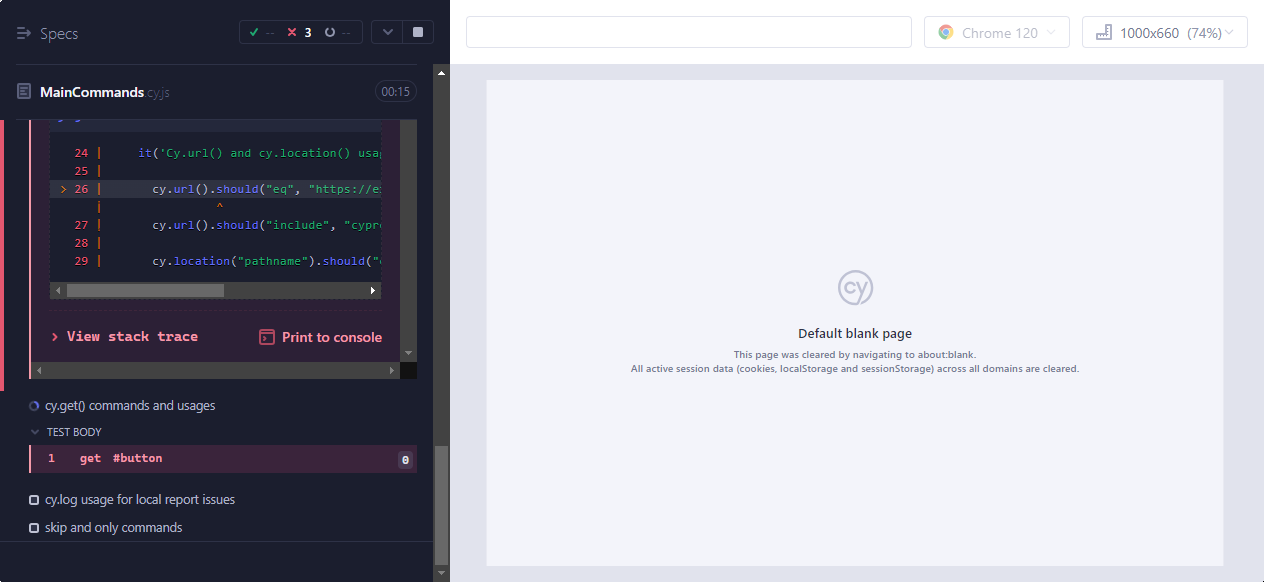 Specs
-- 3 --
Chrome 120
1000x660 (74%)
MainCommands.cy.js
00:15
24 | it('Cy.url() and cy.location() usag
25 |
> 26 | cy.url().should("eq", "https://e
| ^
27 | cy.url().should("include", "cypre
28 |
29 | cy.location("pathname").should("
View stack trace
Print to console
cy.get() commands and usages
TEST BODY
1 get #button 0
cy.log usage for local report issues
skip and only commands
cy
Default blank page
This page was cleared by navigating to about:blank.
All active session data (cookies, localStorage and sessionStorage) across all domains are cleared.